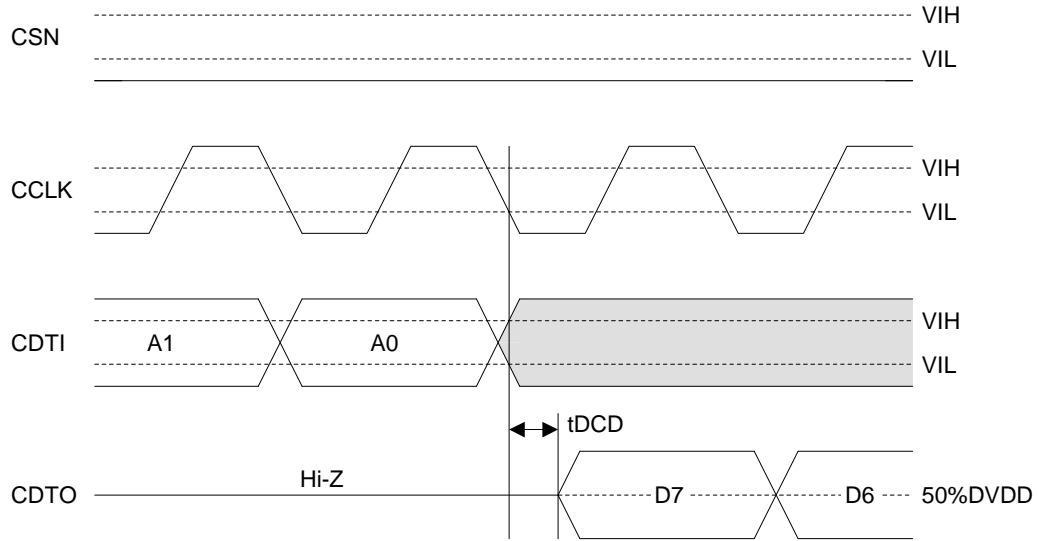 VIH
CSN
VIL
VIH
CCLK
VIL
VIH
CDTI A1 A0
VIL
tDCD
Hi-Z
CDTO D7 D6 50%DVDD